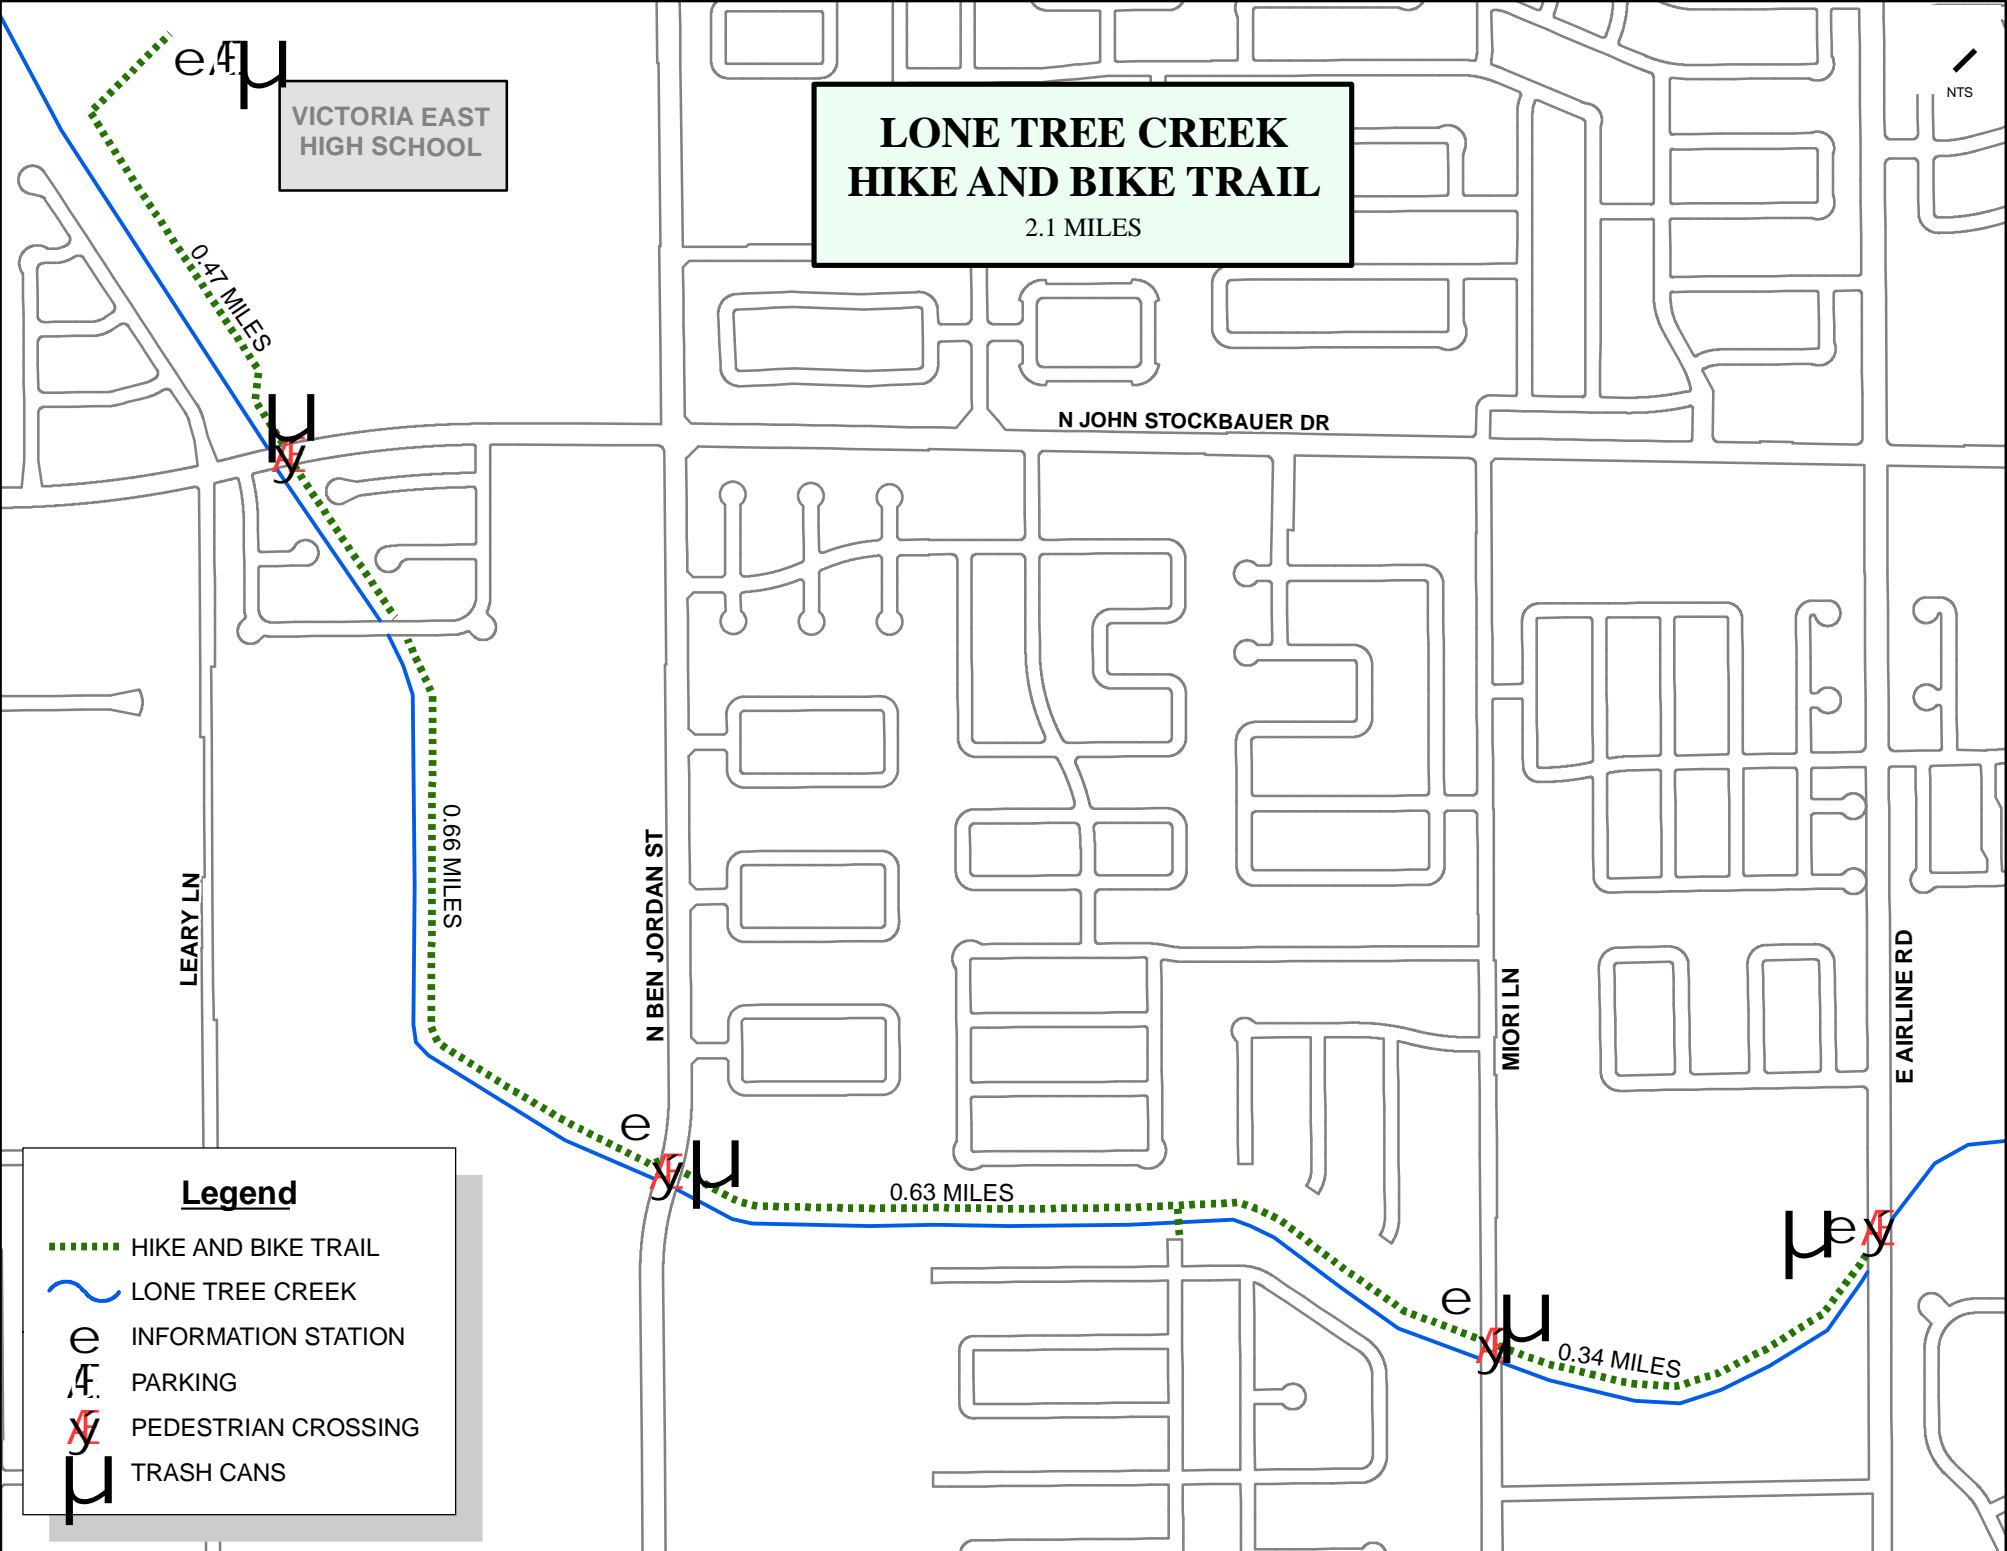 e Æ µ
VICTORIA EAST
HIGH SCHOOL
LONE TREE CREEK
HIKE AND BIKE TRAIL
2.1 MILES
NTS
0.47 MILES
µ
Æ ý
N JOHN STOCKBAUER DR
0.66 MILES
LEARY LN
N BEN JORDAN ST
MIORI LN
E AIRLINE RD
e
Æ ý µ
0.63 MILES
µ e Æ ý
e
Æ ý µ
0.34 MILES
Legend
HIKE AND BIKE TRAIL
LONE TREE CREEK
e INFORMATION STATION
Æ PARKING
Æ ý PEDESTRIAN CROSSING
µ TRASH CANS